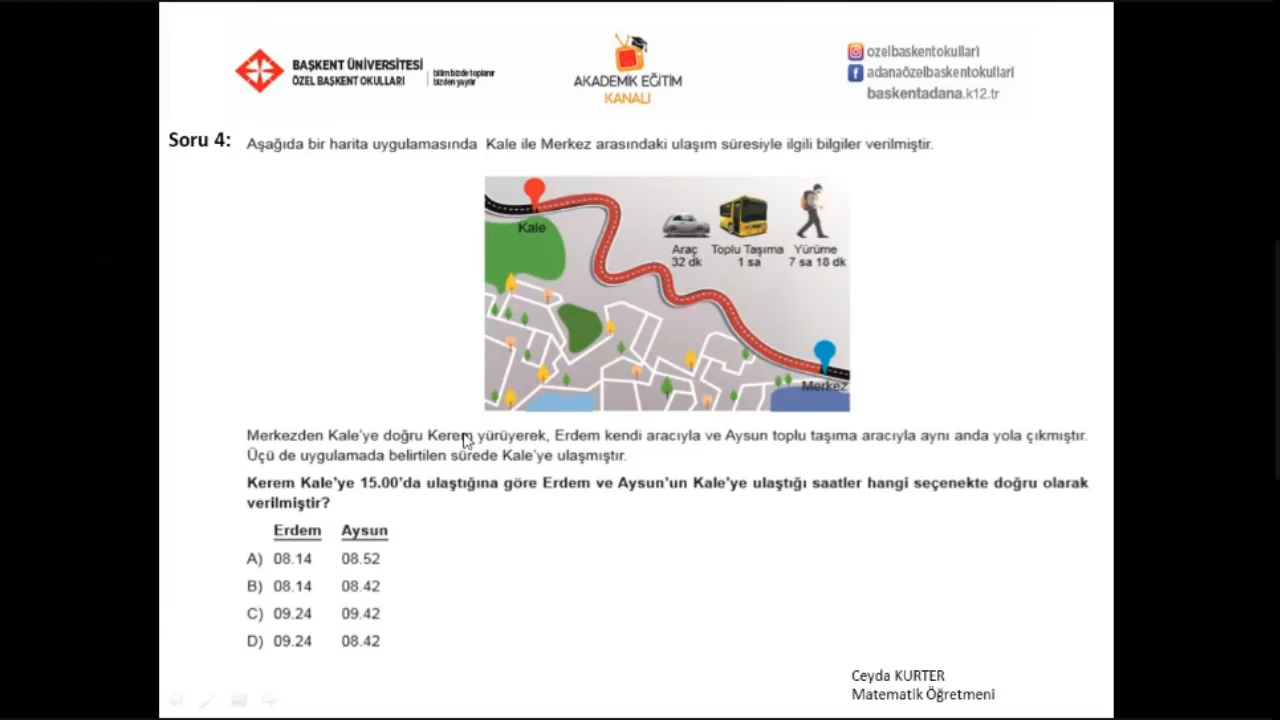 BAŞKENT ÜNİVERSİTESİ
ÖZEL BAŞKENT OKULLARI
bilim bizde toplanır
bizden yayılır
AKADEMİK EĞİTİM
KANALI
ozelbaskentokullari
adanaözelbaskentokullari
baskentadana.k12.tr
Soru 4: Aşağıda bir harita uygulamasında Kale ile Merkez arasındaki ulaşım süresiyle ilgili bilgiler verilmiştir.
Kale
Araç Toplu Taşıma Yürüme
32 dk 1 sa 7 sa 18 dk
Merkez
Merkezden Kale'ye doğru Kerem yürüyerek, Erdem kendi aracıyla ve Aysun toplu taşıma aracıyla aynı anda yola çıkmıştır.
Üçü de uygulamada belirtilen sürede Kale'ye ulaşmıştır.
Kerem Kale'ye 15.00'da ulaştığına göre Erdem ve Aysun'un Kale'ye ulaştığı saatler hangi seçenekte doğru olarak
verilmiştir?
Erdem Aysun
A) 08.14 08.52
B) 08.14 08.42
C) 09.24 09.42
D) 09.24 08.42
Ceyda KURTER
Matematik Öğretmeni